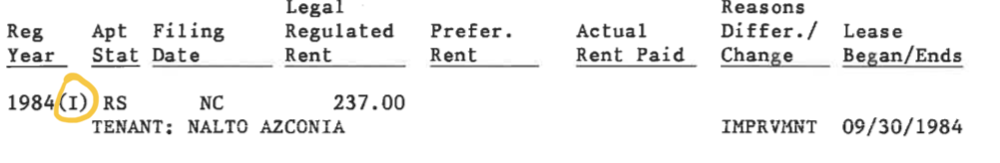 Legal Reasons
Reg Apt Filing Regulated Prefer. Actual Differ./ Lease
Year Stat Date Rent Rent Rent Paid Change Began/Ends
1984(I) RS NC 237.00
TENANT: NALTO AZCONIA IMPRVMNT 09/30/1984